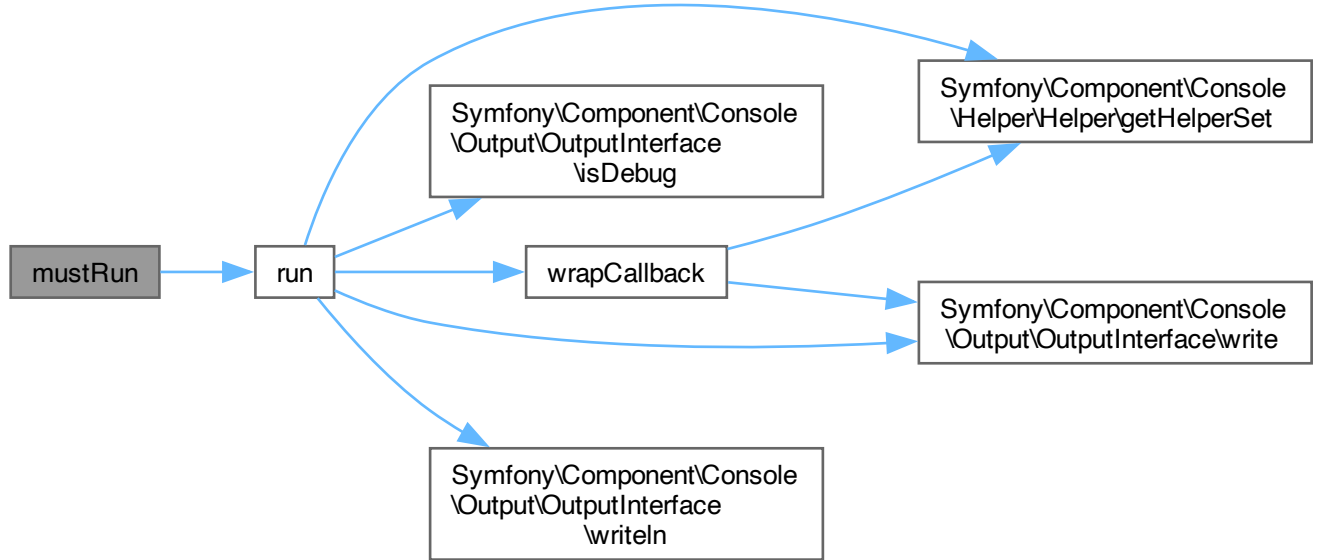 mustRun
run
Symfony\Component\Console
\Output\OutputInterface
\isDebug
wrapCallback
Symfony\Component\Console
\Output\OutputInterface
\writeln
Symfony\Component\Console
\Helper\Helper\getHelperSet
Symfony\Component\Console
\Output\OutputInterface\write